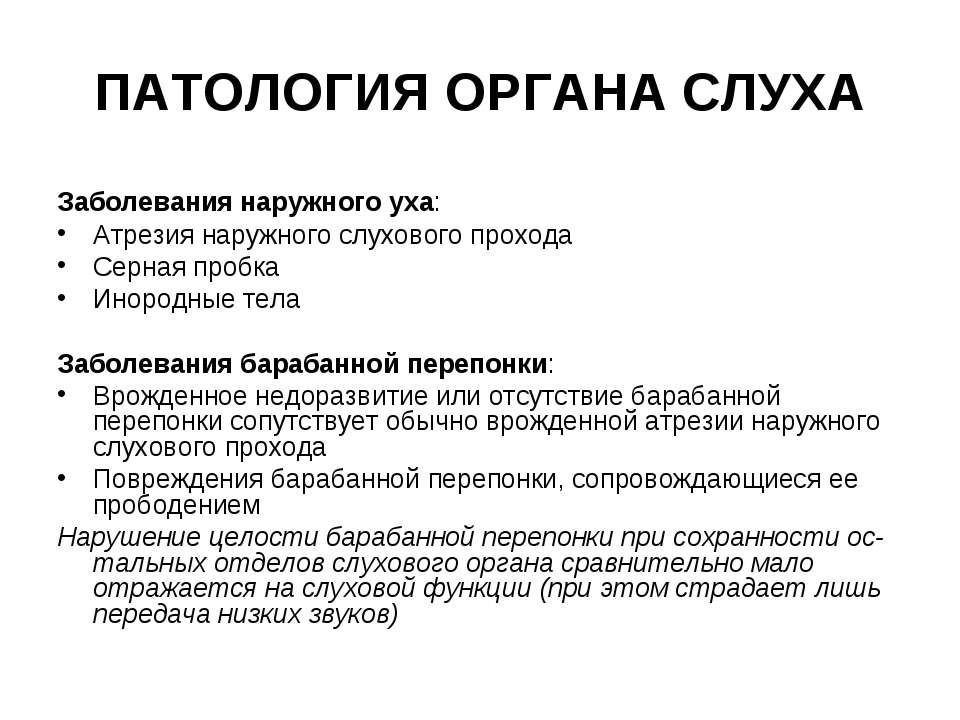 ПАТОЛОГИЯ ОРГАНА СЛУХА
Заболевания наружного уха:
• Атрезия наружного слухового прохода
• Серная пробка
• Инородные тела
Заболевания барабанной перепонки:
• Врожденное недоразвитие или отсутствие барабанной
перепонки сопутствует обычно врожденной атрезии наружного
слухового прохода
• Повреждения барабанной перепонки, сопровождающиеся ее
прободением
Нарушение целости барабанной перепонки при сохранности ос-
тальных отделов слухового органа сравнительно мало
отражается на слуховой функции (при этом страдает лишь
передача низких звуков)